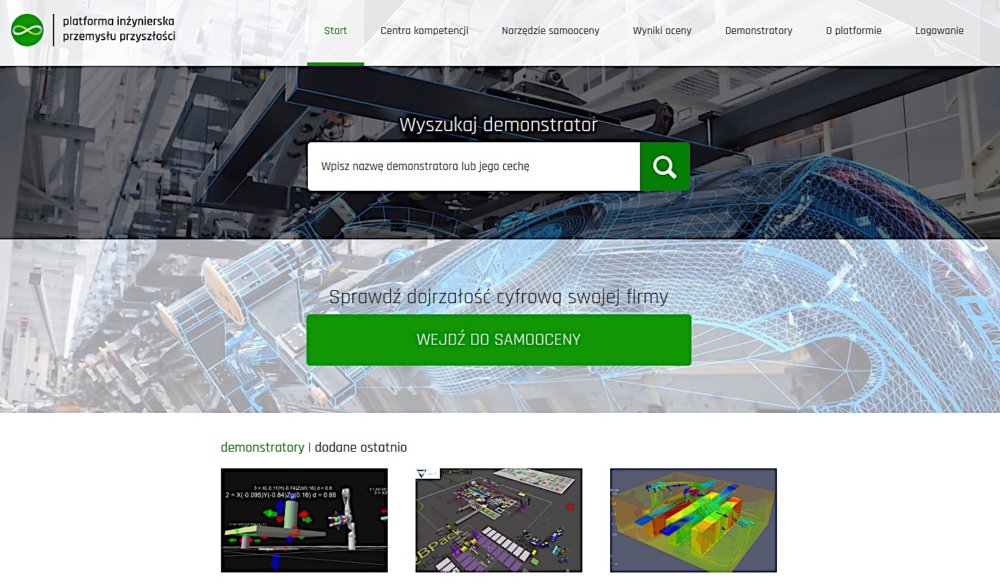 platforma inżynierska
przemysłu przyszłości
Start
Centra kompetencji
Narzędzie samooceny
Wyniki oceny
Demonstratory
O platformie
Logowanie
Wyszukaj demonstrator
Wpisz nazwę demonstratora lub jego cechę
Sprawdź dojrzałość cyfrową swojej firmy
WEJDŹ DO SAMOOCENY
demonstratory | dodane ostatnio
3 = X(-0.11)Y(-0.74)Zd(0.16) d = 0.8
2 = X(-0.095)Y(-0.84)Zg(0.16) d = 0.86
XYZ_from TABLE